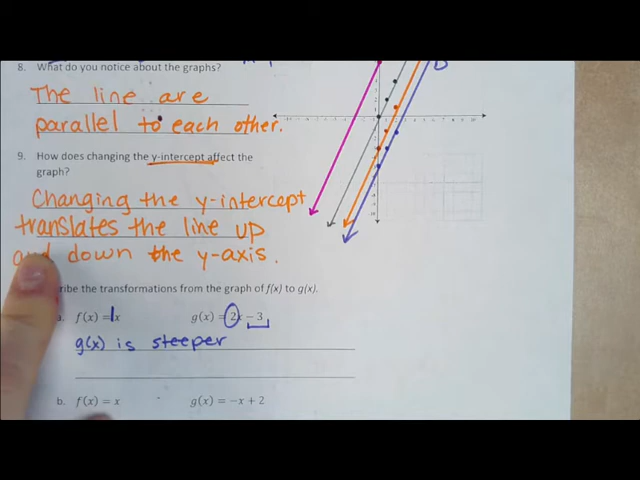 8. What do you notice about the graphs?
The line are
parallel to each other.
9. How does changing the y-intercept affect the
graph?
Changing the y-intercept
translates the line up
and down the y-axis.
ribe the transformations from the graph of f(x) to g(x).
a. f(x) = 1x g(x) = 2x - 3
g(x) is steeper
b. f(x) = x g(x) = -x + 2